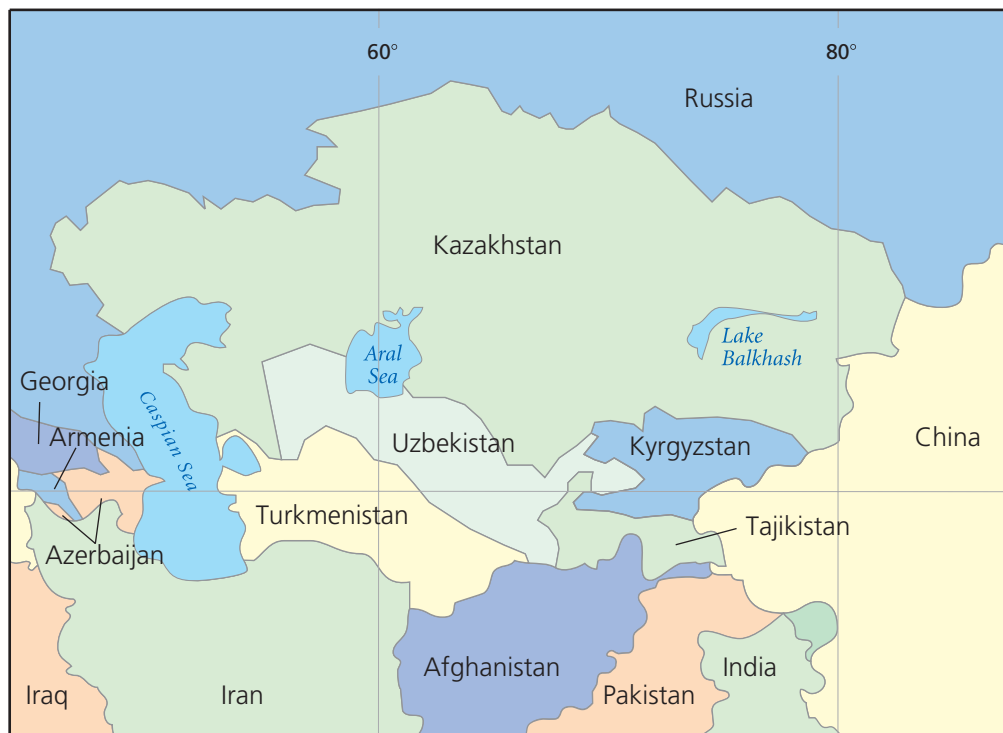 60°
80°
Russia
Kazakhstan
Aral
Sea
Lake
Balkhash
Georgia
Caspian Sea
Armenia
Uzbekistan
Kyrgyzstan
China
Turkmenistan
Tajikistan
Azerbaijan
Afghanistan
India
Iraq
Iran
Pakistan